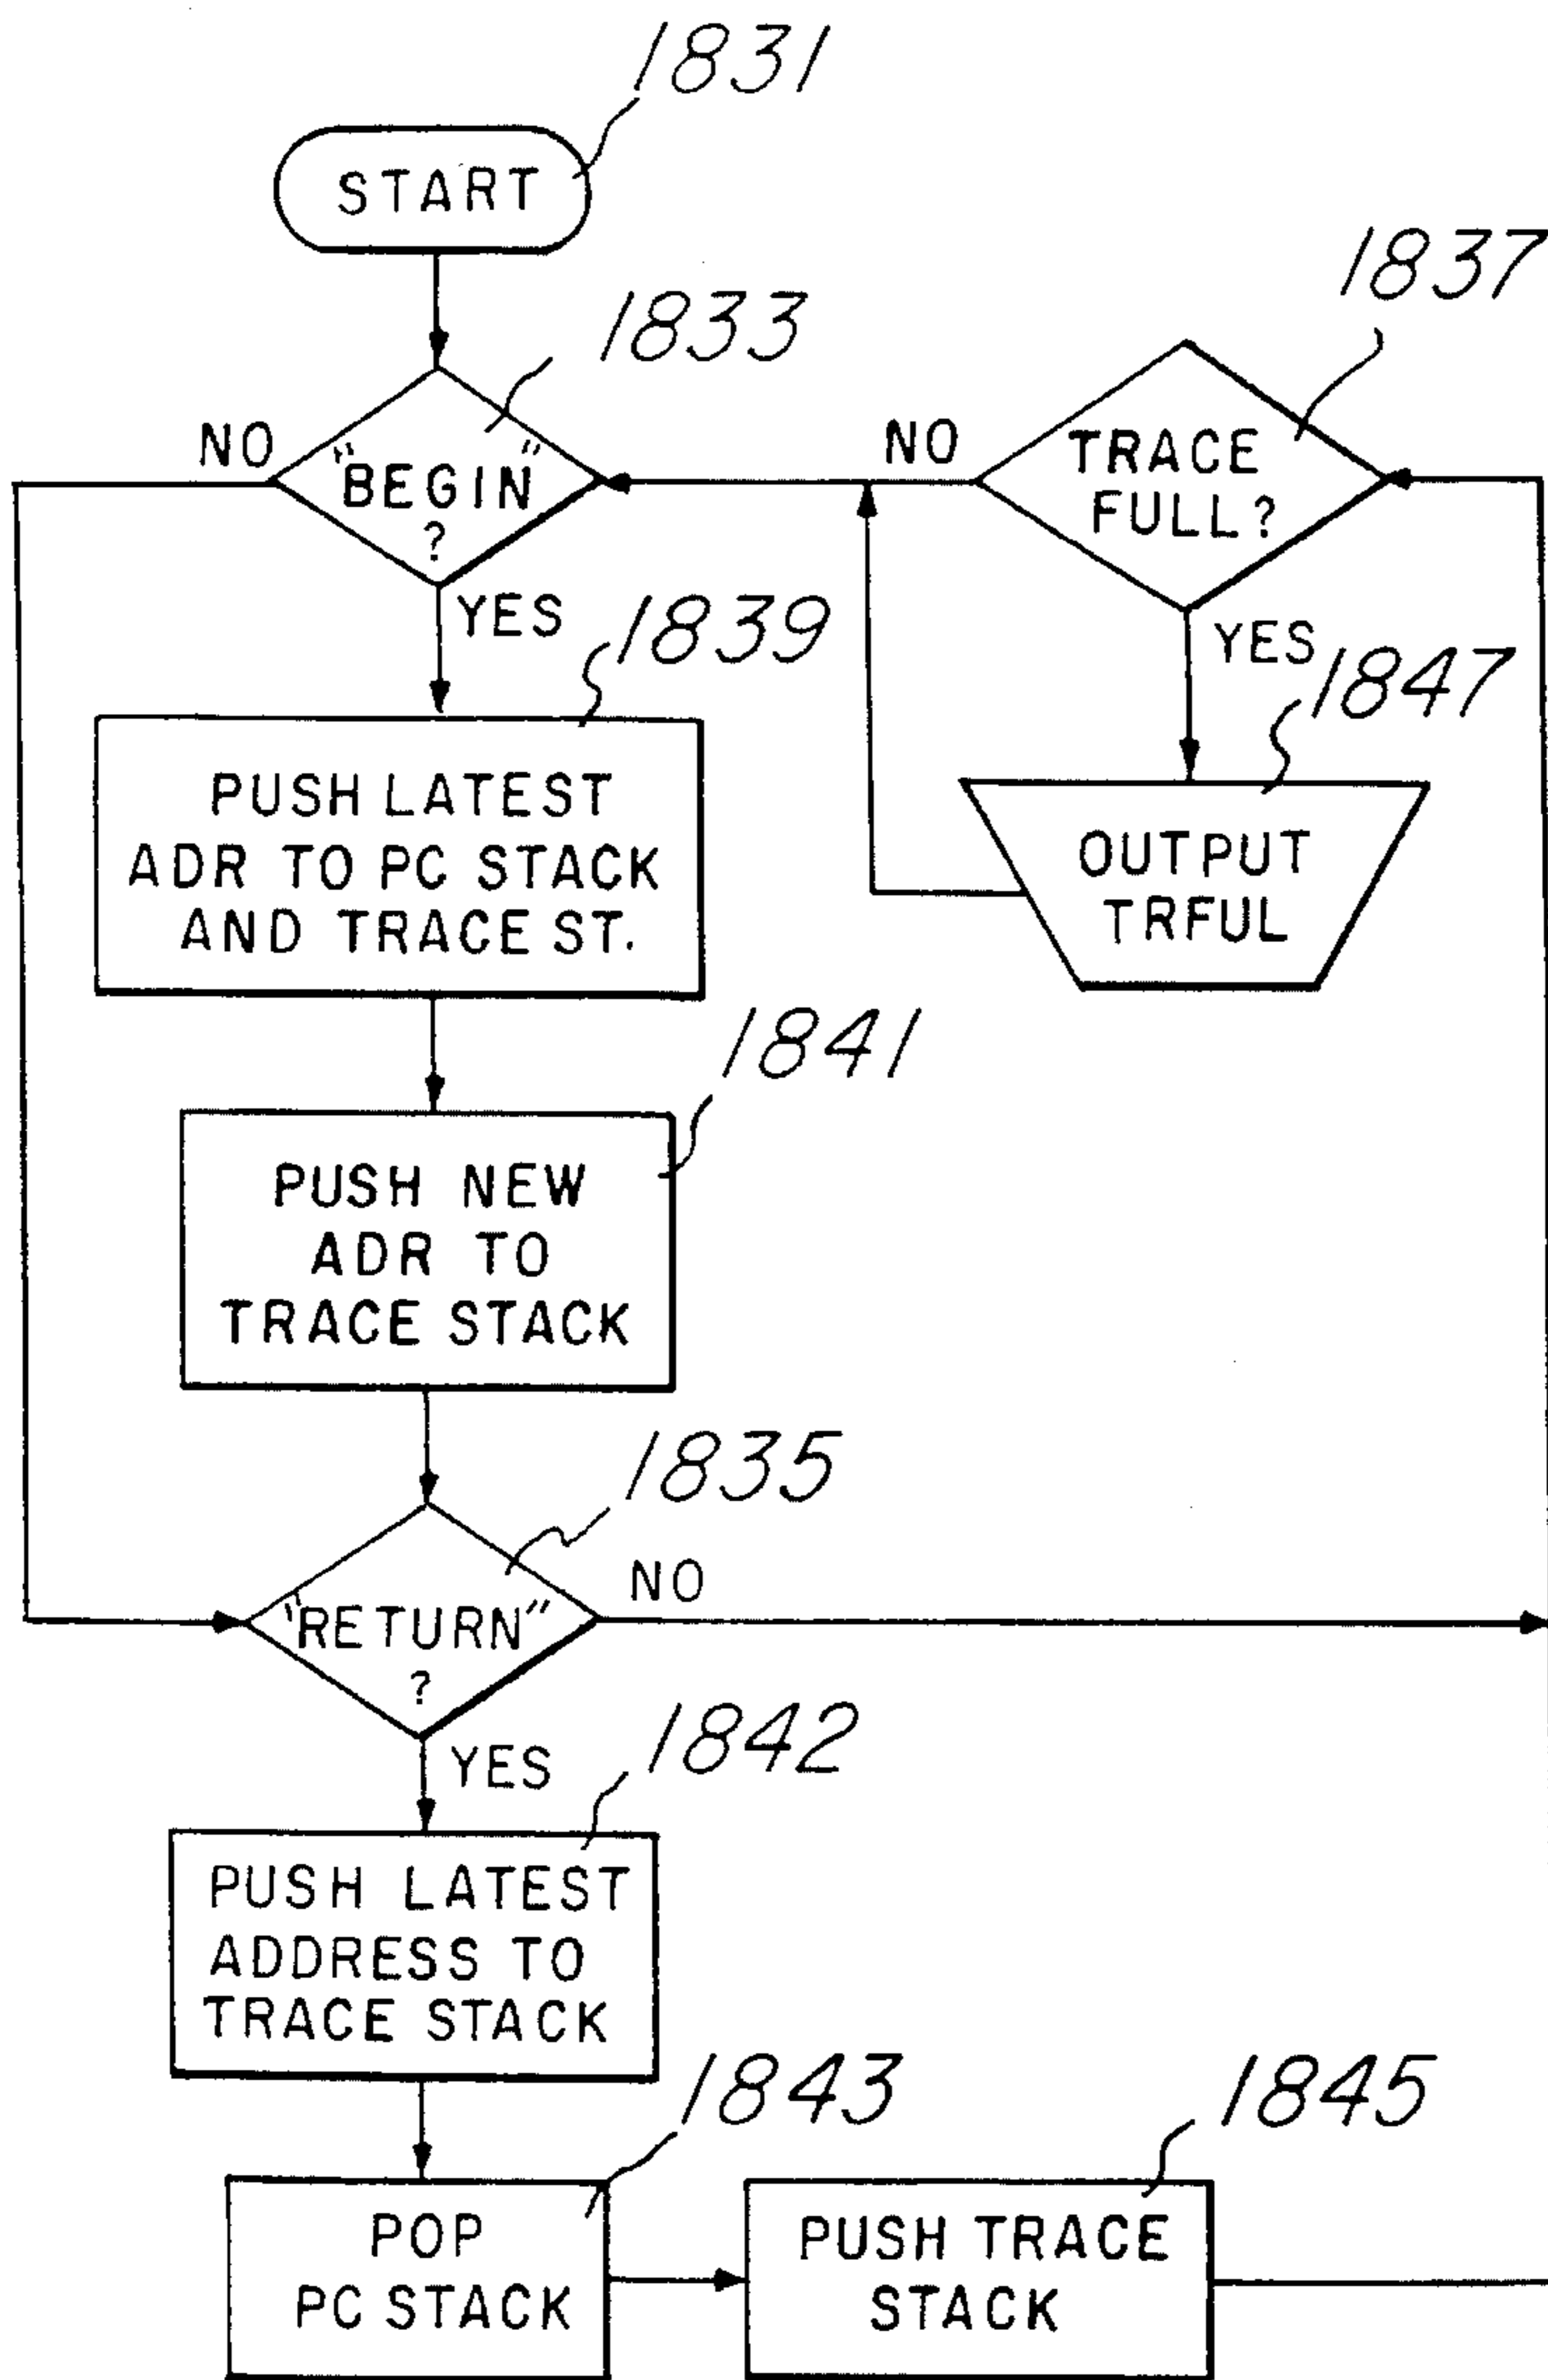 1831
START
1833
1837
NO
"BEGIN"
?
NO
TRACE
FULL?
YES
1839
YES
1847
PUSH LATEST
ADR TO PC STACK
AND TRACE ST.
OUTPUT
TRFUL
1841
PUSH NEW
ADR TO
TRACE STACK
1835
NO
"RETURN"
?
YES
1842
PUSH LATEST
ADDRESS TO
TRACE STACK
1843
1845
POP
PC STACK
PUSH TRACE
STACK